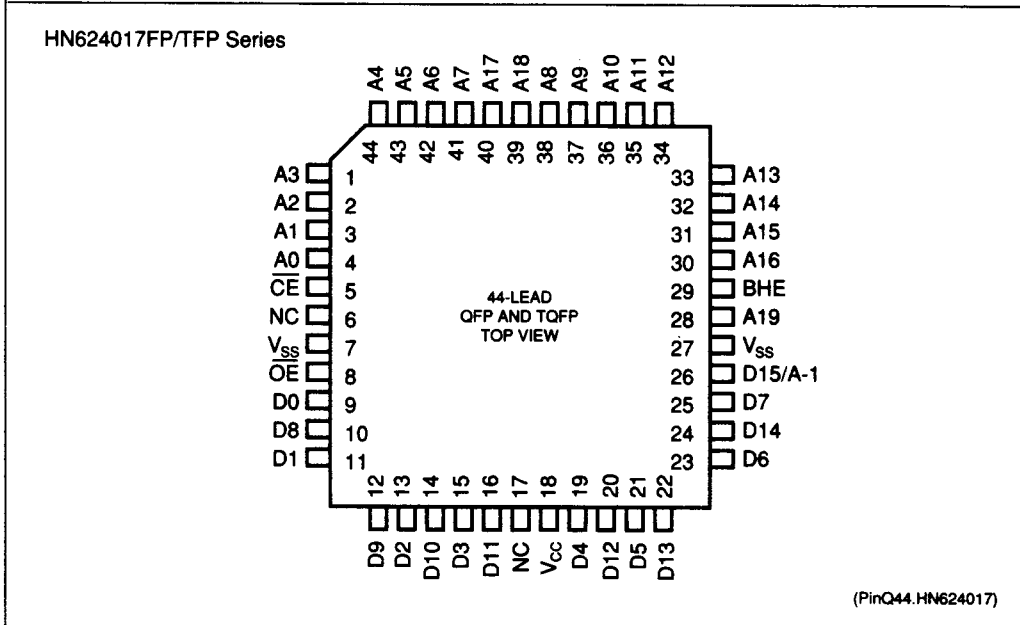 HN624017FP/TFP Series
A4 A5 A6 A7 A17 A18 A8 A9 A10 A11 A12
44 43 42 41 40 39 38 37 36 35 34
A3 1 33 A13
A2 2 32 A14
A1 3 31 A15
A0 4 30 A16
C̅E̅ 5 29 BHE
NC 6 28 A19
VSS 7 27 VSS
O̅E̅ 8 26 D15/A-1
D0 9 25 D7
D8 10 24 D14
D1 11 23 D6
44-LEAD
QFP AND TQFP
TOP VIEW
12 13 14 15 16 17 18 19 20 21 22
D9 D2 D10 D3 D11 NC VCC D4 D12 D5 D13
(PinQ44.HN624017)